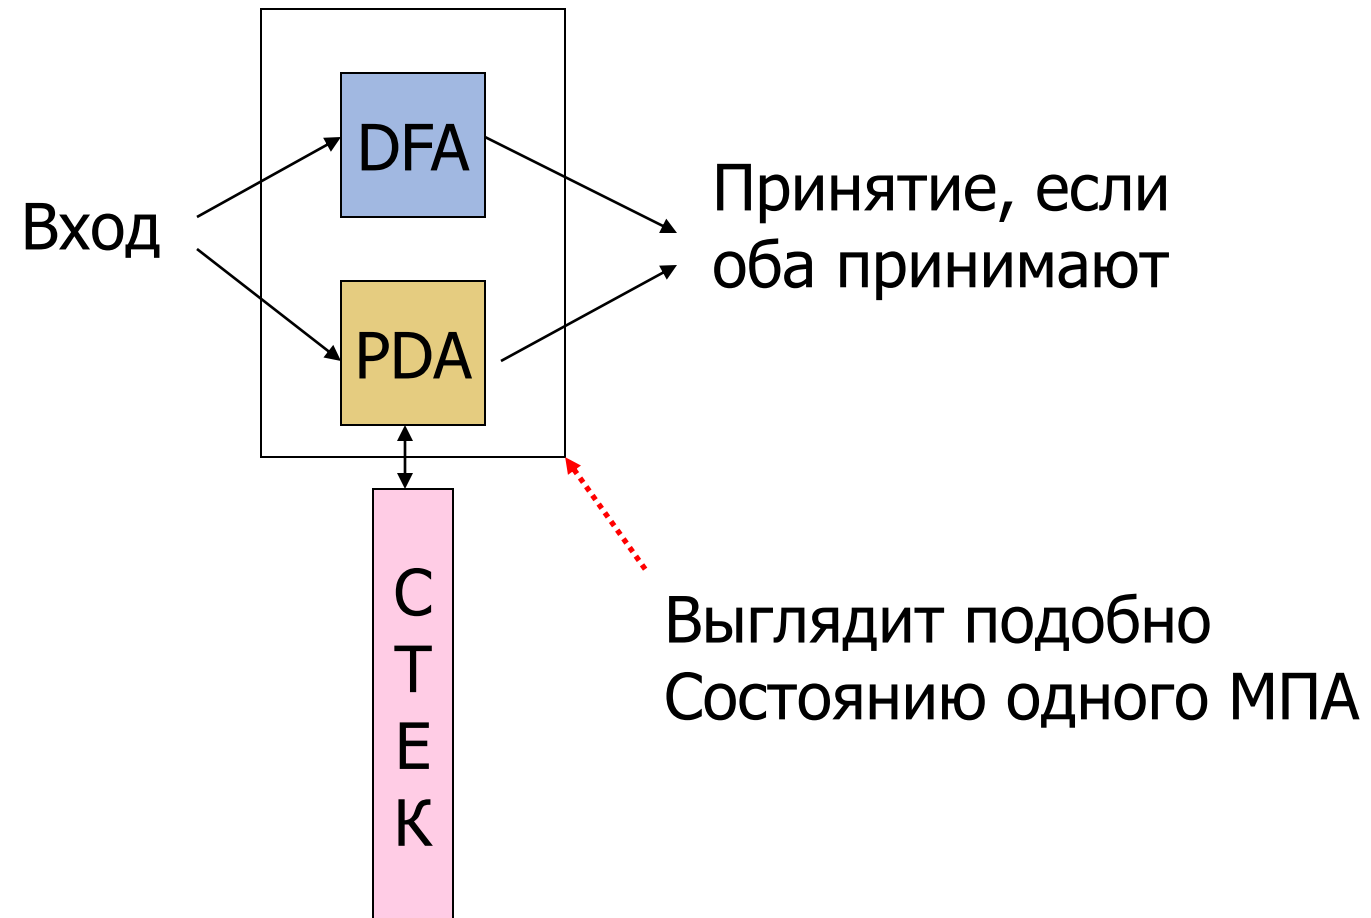 DFA
Вход
Принятие, если
оба принимают
PDA
С
Т
Е
К
Выглядит подобно
Состоянию одного МПА